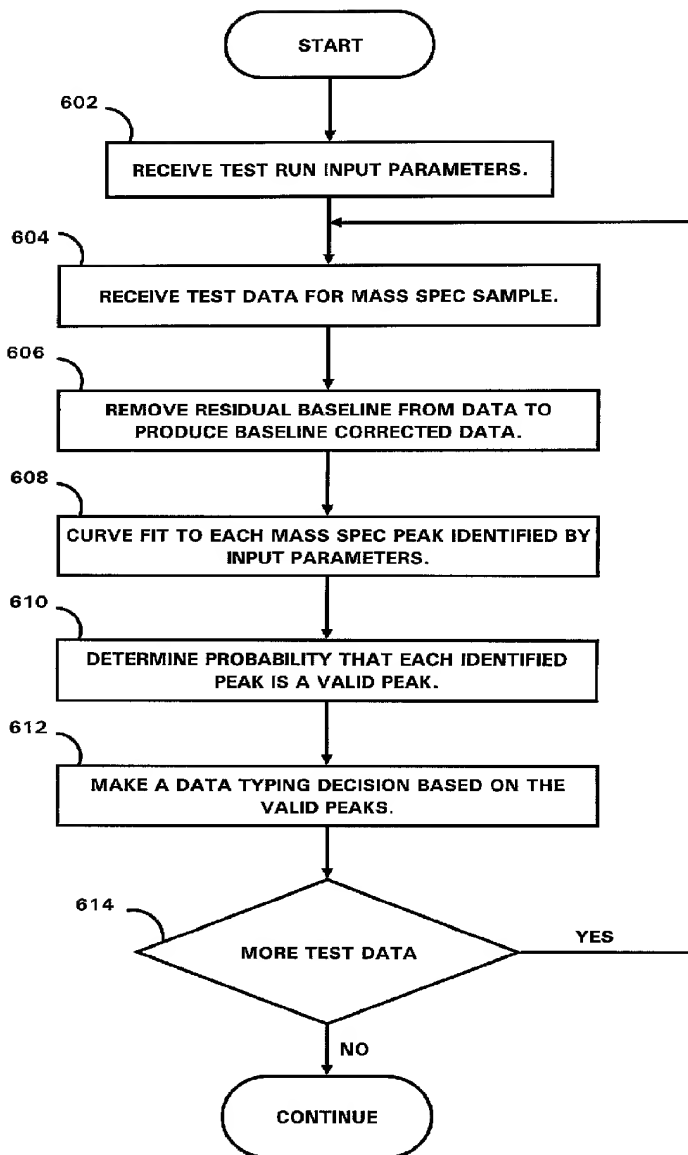 START
602
RECEIVE TEST RUN INPUT PARAMETERS.
604
RECEIVE TEST DATA FOR MASS SPEC SAMPLE.
606
REMOVE RESIDUAL BASELINE FROM DATA TO
PRODUCE BASELINE CORRECTED DATA.
608
CURVE FIT TO EACH MASS SPEC PEAK IDENTIFIED BY
INPUT PARAMETERS.
610
DETERMINE PROBABILITY THAT EACH IDENTIFIED
PEAK IS A VALID PEAK.
612
MAKE A DATA TYPING DECISION BASED ON THE
VALID PEAKS.
614
MORE TEST DATA
YES
NO
CONTINUE